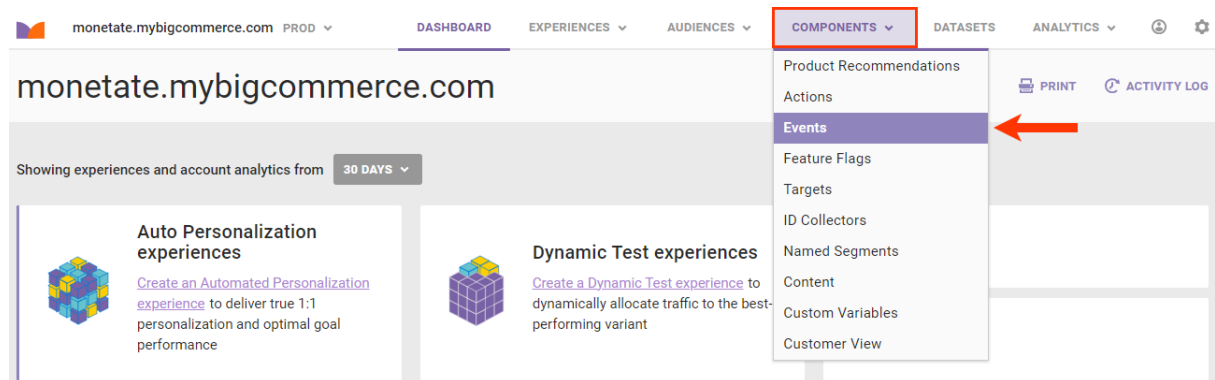 monetate.mybigcommerce.com PROD
DASHBOARD
EXPERIENCES
AUDIENCES
COMPONENTS
DATASETS
ANALYTICS
monetate.mybigcommerce.com
PRINT
ACTIVITY LOG
Product Recommendations
Actions
Events
Feature Flags
Targets
ID Collectors
Named Segments
Content
Custom Variables
Customer View
Showing experiences and account analytics from 30 DAYS
Auto Personalization
experiences
Create an Automated Personalization
experience to deliver true 1:1
personalization and optimal goal
performance
Dynamic Test experiences
Create a Dynamic Test experience to
dynamically allocate traffic to the best-
performing variant